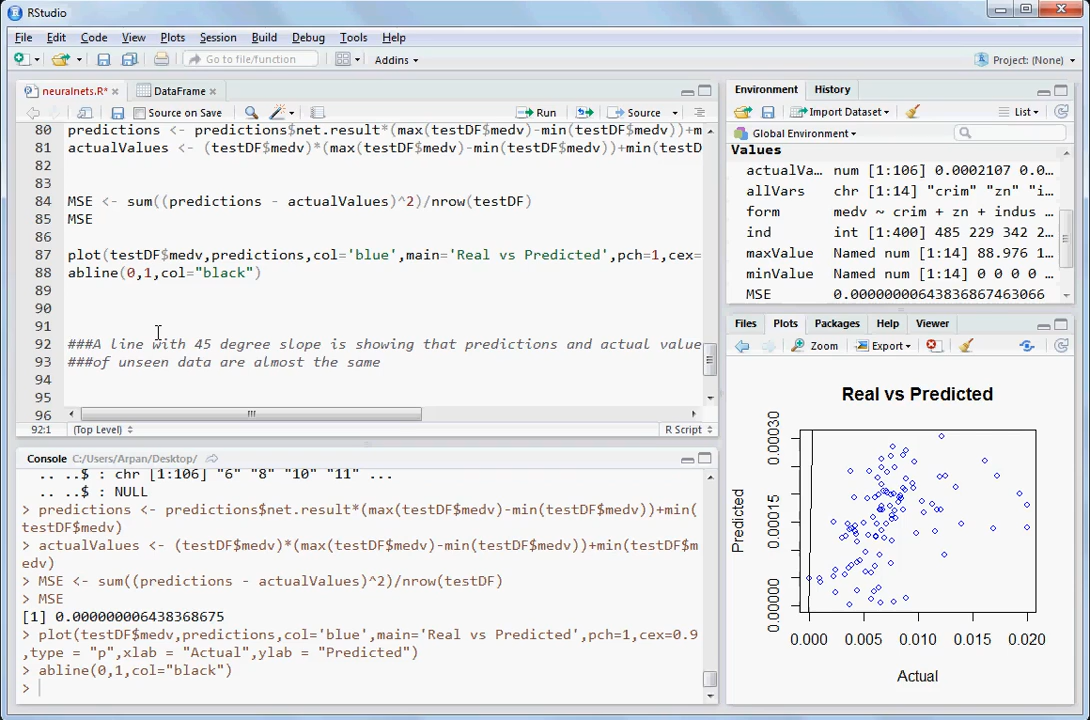 RStudio
File Edit Code View Plots Session Build Debug Tools Help
Go to file/function Addins Project: (None)
neuralnets.R* DataFrame
Source on Save Run Source
80 predictions <- predictions$net.result*(max(testDF$medv)-min(testDF$medv))+m
81 actualValues <- (testDF$medv)*(max(testDF$medv)-min(testDF$medv))+min(testD
82
83
84 MSE <- sum((predictions - actualValues)^2)/nrow(testDF)
85 MSE
86
87 plot(testDF$medv,predictions,col='blue',main='Real vs Predicted',pch=1,cex=
88 abline(0,1,col="black")
89
90
91
92 ###A line with 45 degree slope is showing that predictions and actual value
93 ###of unseen data are almost the same
94
95
96
92:1 (Top Level) R Script
Console C:/Users/Arpan/Desktop/
.. ..$ : chr [1:106] "6" "8" "10" "11" ...
.. ..$ : NULL
> predictions <- predictions$net.result*(max(testDF$medv)-min(testDF$medv))+min(
testDF$medv)
> actualValues <- (testDF$medv)*(max(testDF$medv)-min(testDF$medv))+min(testDF$m
edv)
> MSE <- sum((predictions - actualValues)^2)/nrow(testDF)
> MSE
[1] 0.000000006438368675
> plot(testDF$medv,predictions,col='blue',main='Real vs Predicted',pch=1,cex=0.9
,type = "p",xlab = "Actual",ylab = "Predicted")
> abline(0,1,col="black")
>
Environment History
Import Dataset List
Global Environment
Values
actualVa… num [1:106] 0.0002107 0.0…
allVars chr [1:14] "crim" "zn" "i…
form medv ~ crim + zn + indus …
ind int [1:400] 485 229 342 2…
maxValue Named num [1:14] 88.976 1…
minValue Named num [1:14] 0 0 0 0 …
MSE 0.00000000643836867463066
Files Plots Packages Help Viewer
Zoom Export
Real vs Predicted
Predicted
0.00030
0.00015
0.00000
0.000 0.005 0.010 0.015 0.020
Actual